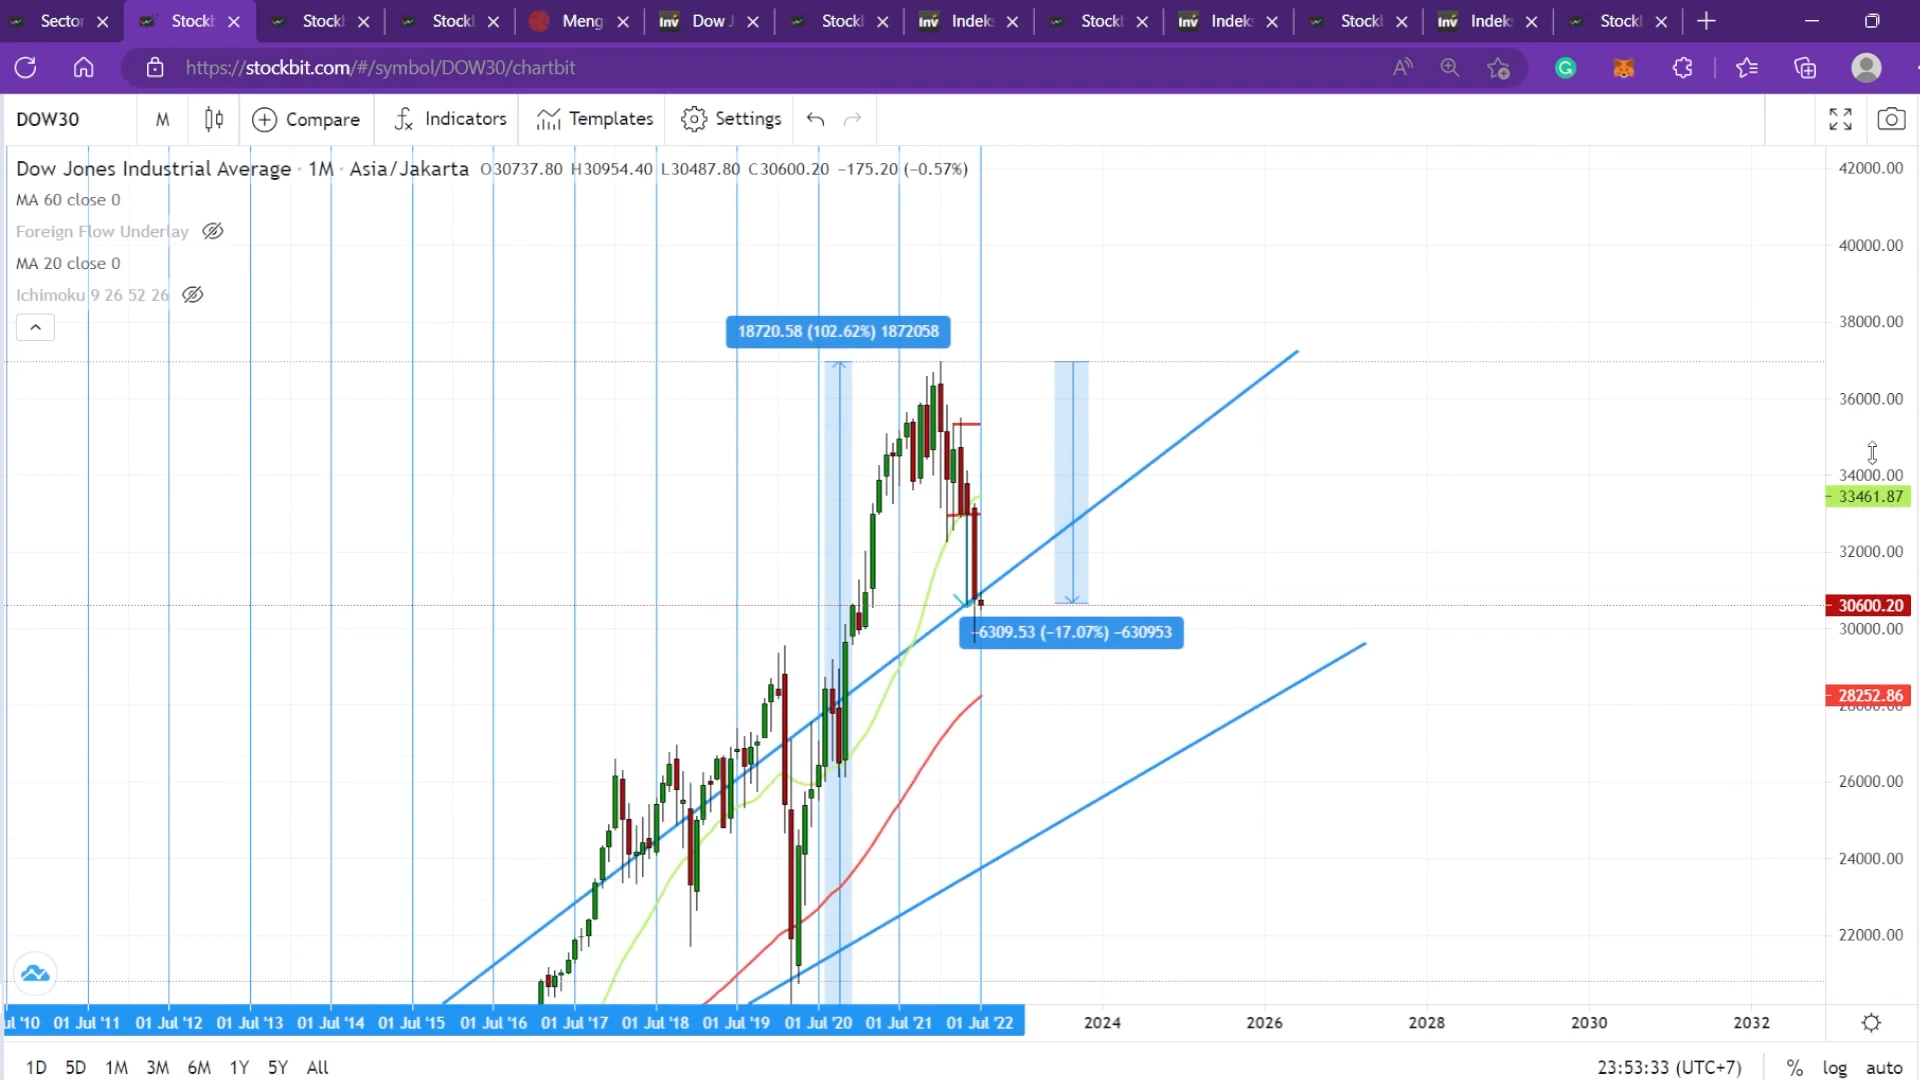 Sector
Stockb
Stockb
Stockb
Meng
Dow J
Stockb
Indeks
Stockb
Indeks
Stockb
Indeks
Stockb
https://stockbit.com/#/symbol/DOW30/chartbit
DOW30 M Compare Indicators Templates Settings
Dow Jones Industrial Average · 1M · Asia/Jakarta O30737.80 H30954.40 L30487.80 C30600.20 −175.20 (−0.57%)
MA 60 close 0
Foreign Flow Underlay
MA 20 close 0
Ichimoku 9 26 52 26
18720.58 (102.62%) 1872058
-6309.53 (−17.07%) -630953
42000.00
40000.00
38000.00
36000.00
34000.00
33461.87
32000.00
30600.20
30000.00
28252.86
26000.00
24000.00
22000.00
ul '10 01 Jul '11 01 Jul '12 01 Jul '13 01 Jul '14 01 Jul '15 01 Jul '16 01 Jul '17 01 Jul '18 01 Jul '19 01 Jul '20 01 Jul '21 01 Jul '22 2024 2026 2028 2030 2032
1D 5D 1M 3M 6M 1Y 5Y All 23:53:33 (UTC+7) % log auto